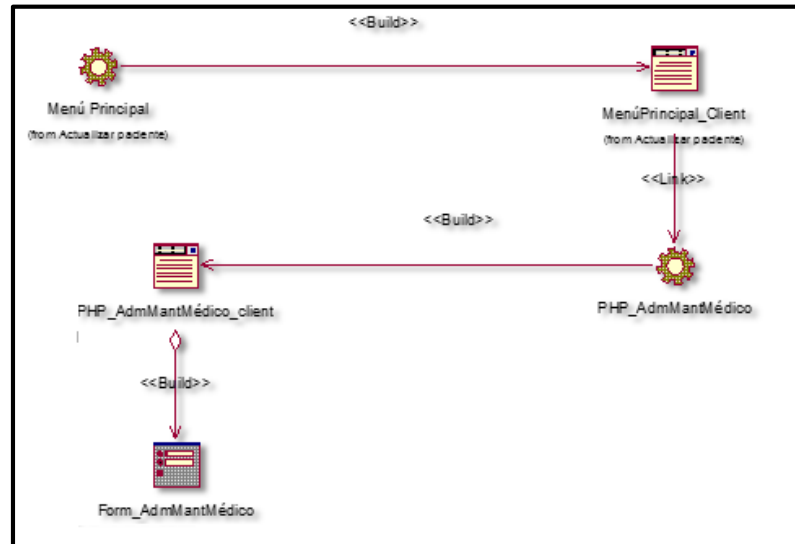 <<Build>>
Menú Principal
(from Actualizar paciente)
MenúPrincipal_Client
(from Actualizar paciente)
<<Link>>
<<Build>>
PHP_AdmMantMédico_client
PHP_AdmMantMédico
<<Build>>
Form_AdmMantMédico